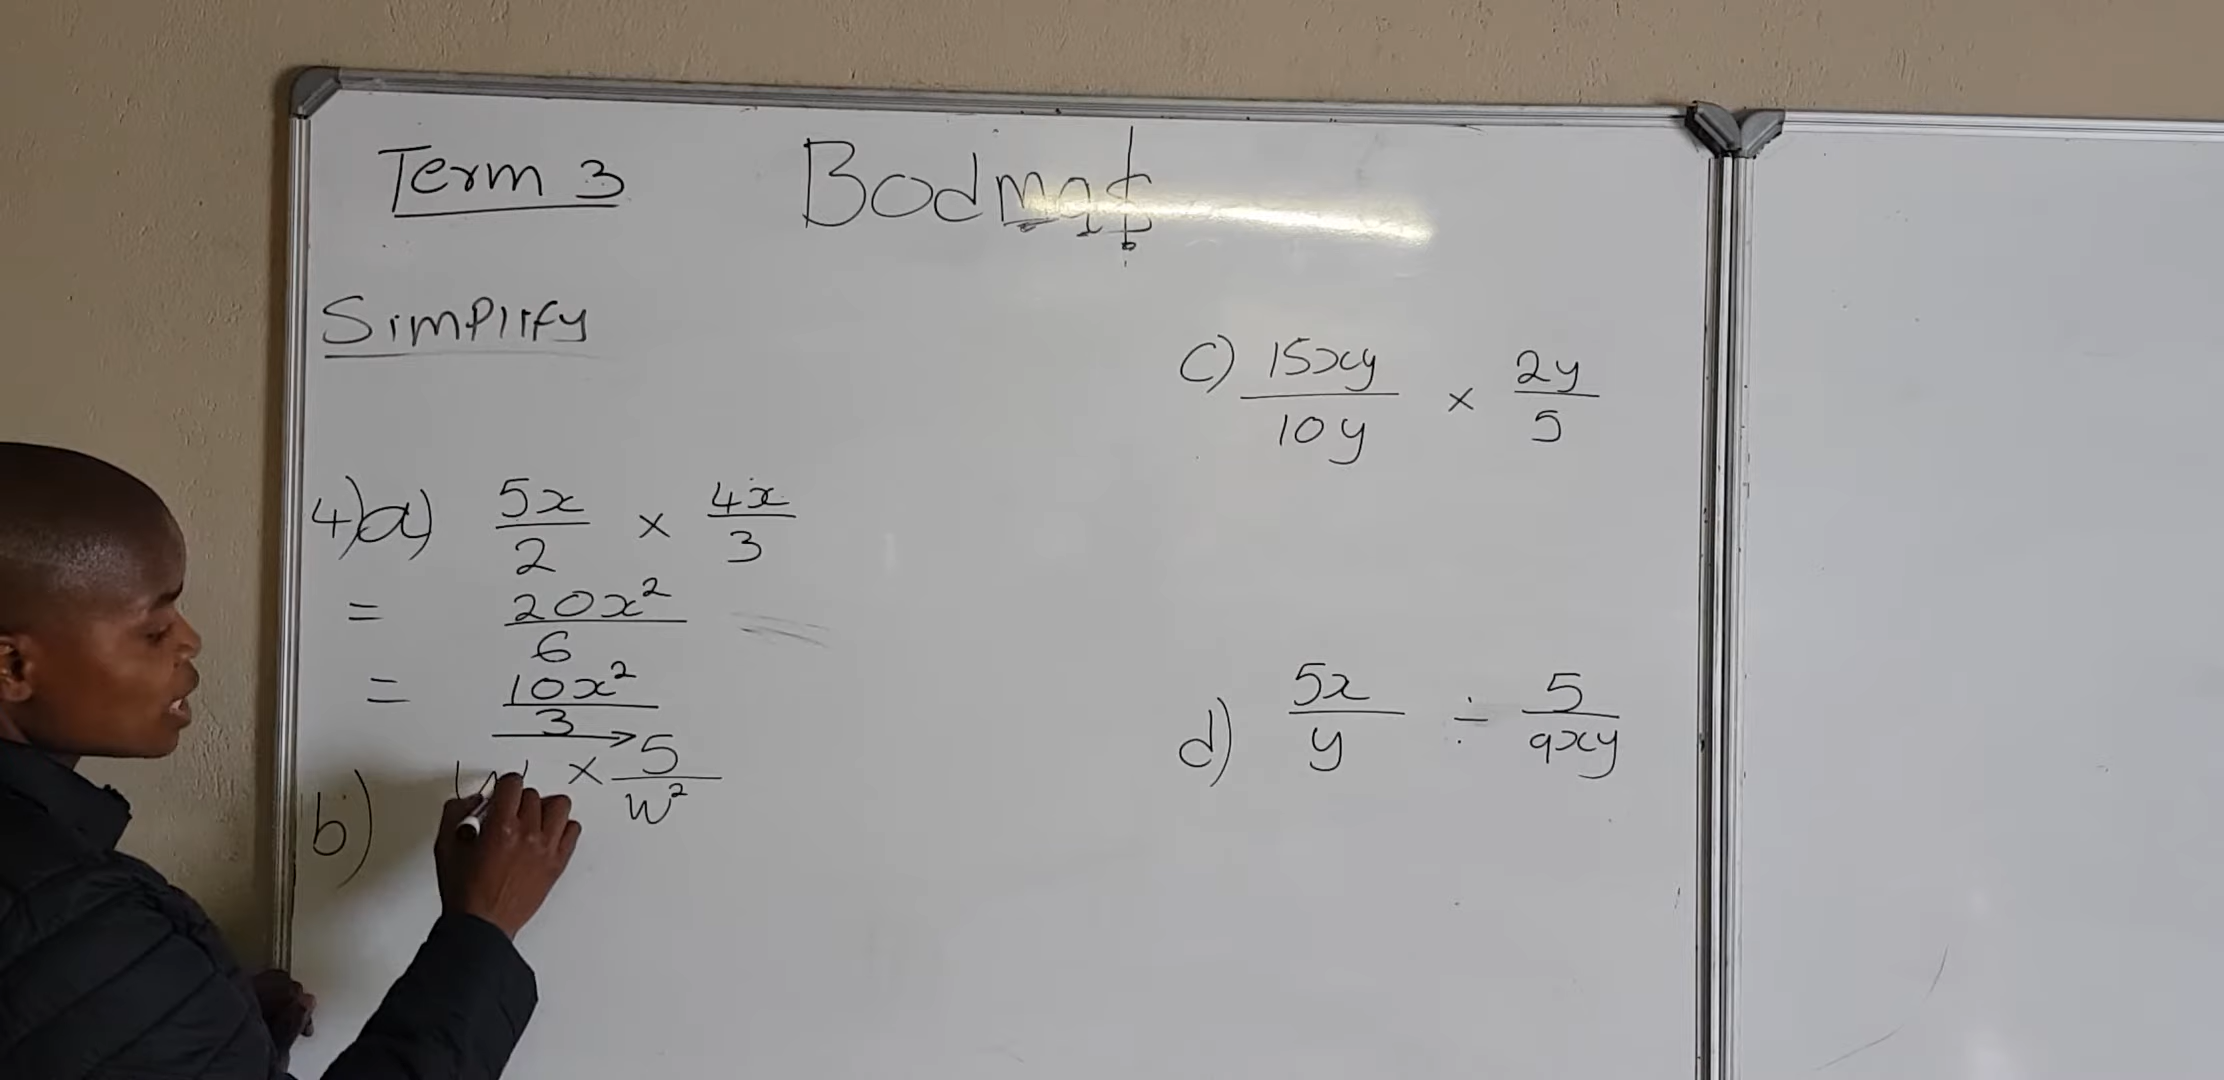 Term 3
Bodmas
Simplify
4)a) 5x/2 × 4x/3
= 20x²/6
= 10x²/3
b) w × 5/w²
c) 15xy/10y × 2y/5
d) 5x/y ÷ 5/9xy